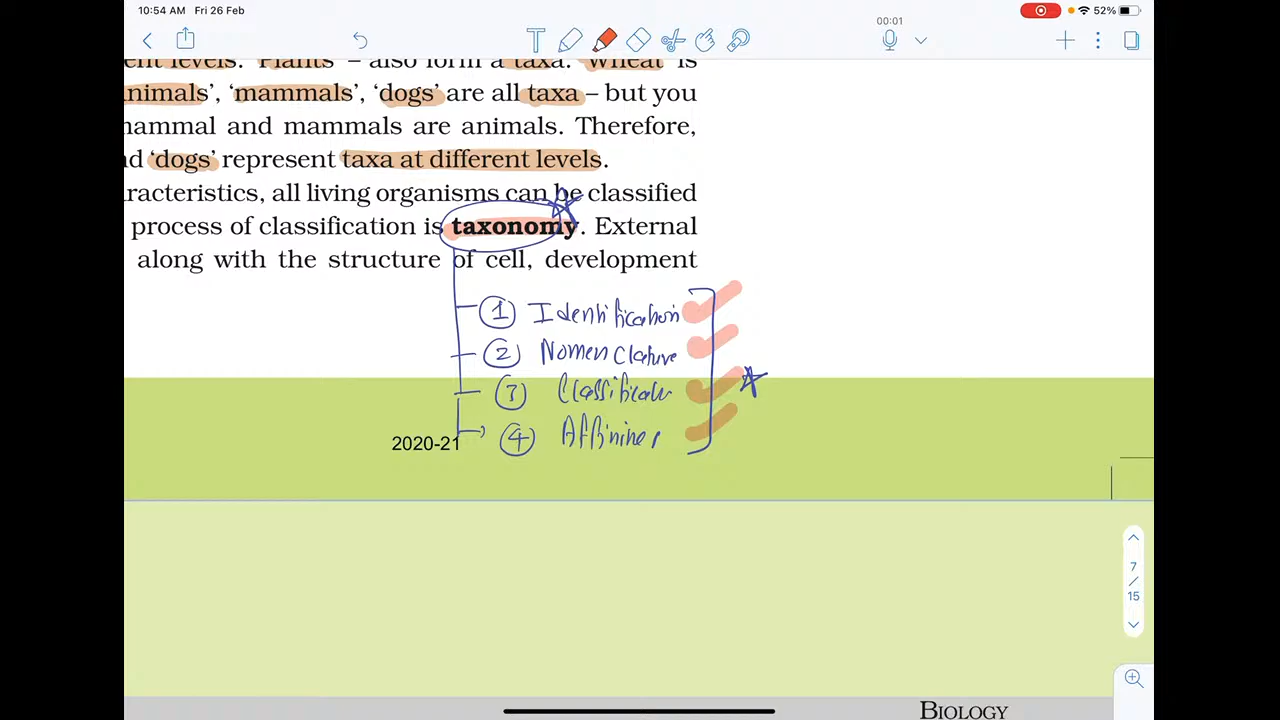 10:54 AM Fri 26 Feb
52%
00:01
ent levels. ‘Plants’ – also form a taxa. ‘Wheat’ is
nimals’, ‘mammals’, ‘dogs’ are all taxa – but you
mammal and mammals are animals. Therefore,
nd ‘dogs’ represent taxa at different levels.
racteristics, all living organisms can be classified
process of classification is taxonomy. External
along with the structure of cell, development
1 Identification
2 Nomenclature
3
4
2020-21
7
/
15
BIOLOGY